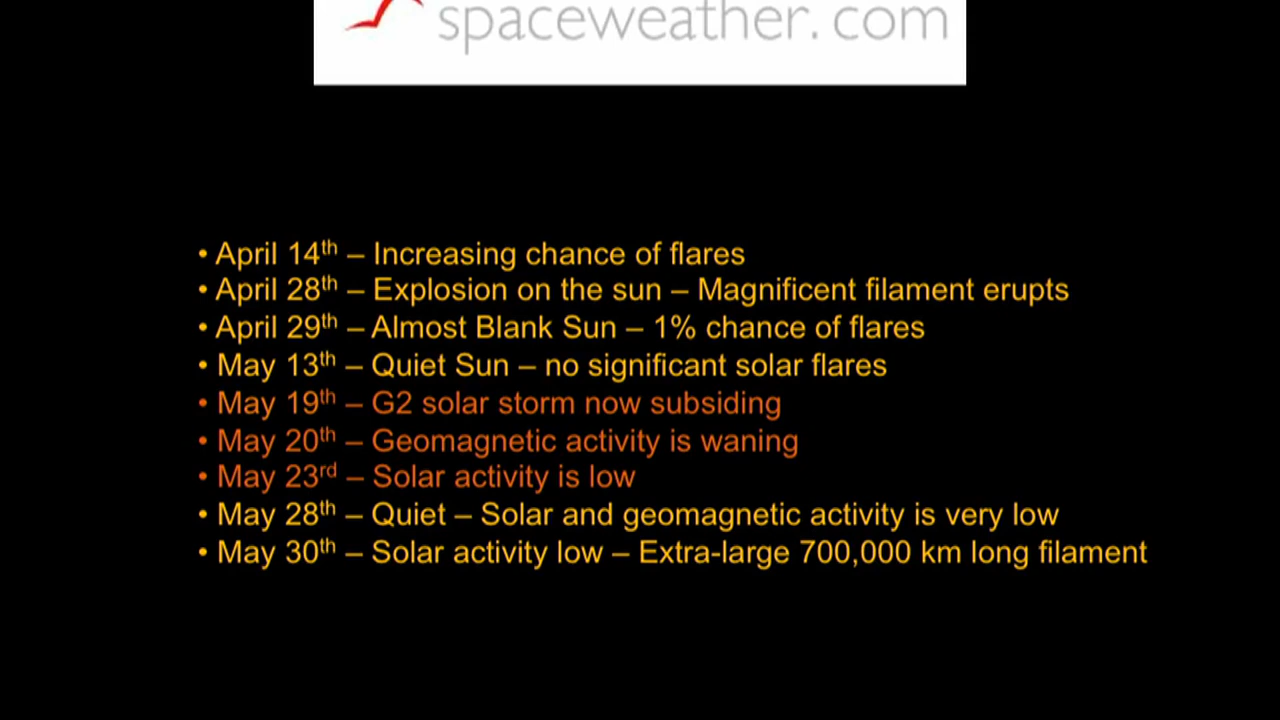 spaceweather.com
• April 14th – Increasing chance of flares
• April 28th – Explosion on the sun – Magnificent filament erupts
• April 29th – Almost Blank Sun – 1% chance of flares
• May 13th – Quiet Sun – no significant solar flares
• May 19th – G2 solar storm now subsiding
• May 20th – Geomagnetic activity is waning
• May 23rd – Solar activity is low
• May 28th – Quiet – Solar and geomagnetic activity is very low
• May 30th – Solar activity low – Extra-large 700,000 km long filament